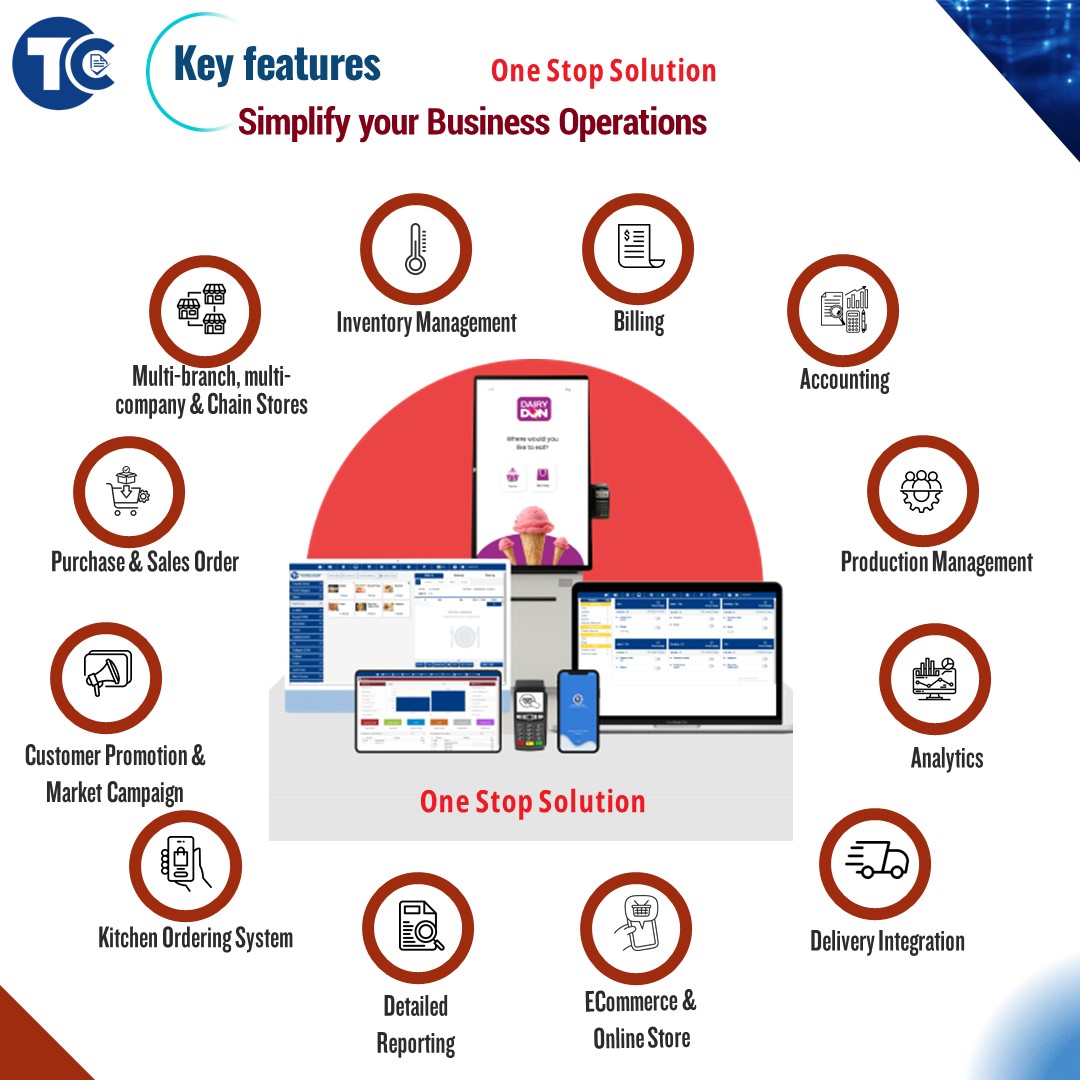 TC
Key features
One Stop Solution
Simplify your Business Operations
Inventory Management
Billing
Multi-branch, multi-
company & Chain Stores
Accounting
DAIRY
DON
Where would you
like to eat?
Purchase & Sales Order
Production Management
Customer Promotion &
Market Campaign
Analytics
One Stop Solution
Kitchen Ordering System
Delivery Integration
Detailed
Reporting
ECommerce &
Online Store